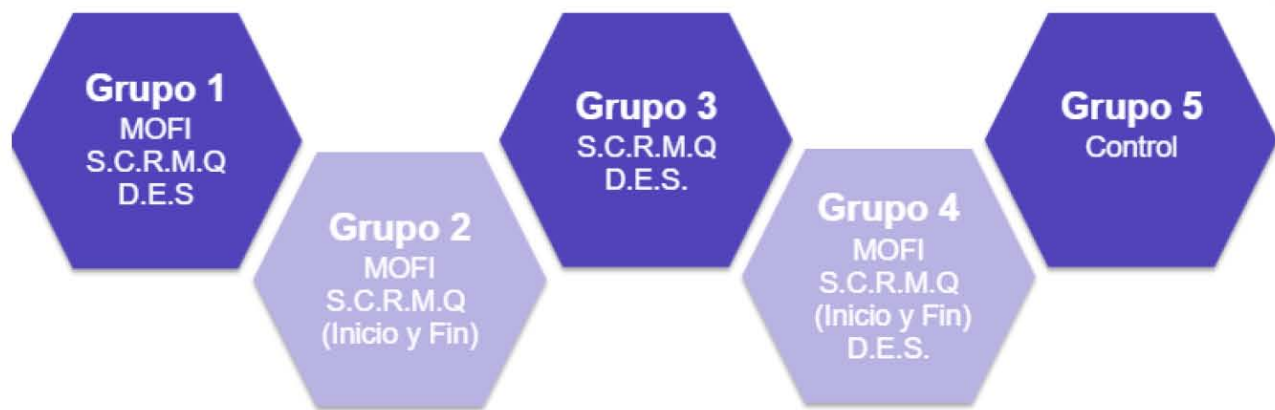 Grupo 1
MOFI
S.C.R.M.Q
D.E.S
Grupo 2
MOFI
S.C.R.M.Q
(Inicio y Fin)
Grupo 3
S.C.R.M.Q
D.E.S.
Grupo 4
MOFI
S.C.R.M.Q
(Inicio y Fin)
D.E.S.
Grupo 5
Control